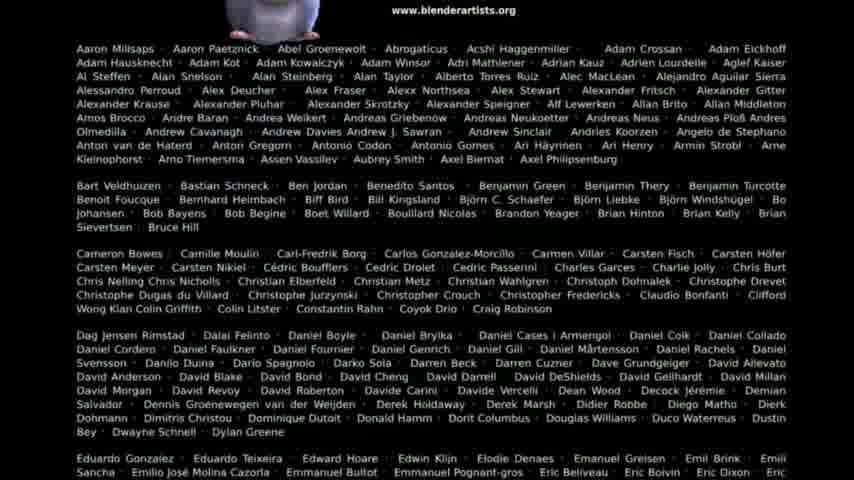 www.blenderartists.org
Aaron Millsaps · Aaron Paetznick · Abel Groenewolt · Abrogaticus · Acshi Haggenmiller · Adam Crossan · Adam Eickhoff
Adam Hausknecht · Adam Kot · Adam Kowalczyk · Adam Winsor · Adri Mathlener · Adrian Kauz · Adrien Lourdelle · Aglef Kaiser
Al Steffen · Alan Snelson · Alan Steinberg · Alan Taylor · Alberto Torres Ruiz · Alec MacLean · Alejandro Aguilar Sierra
Alessandro Perroud · Alex Deucher · Alex Fraser · Alexx Northsea · Alex Stewart · Alexander Fritsch · Alexander Gitter
Alexander Krause · Alexander Pluhar · Alexander Skrotzky · Alexander Speigner · Alf Lewerken · Allan Brito · Allan Middleton
Amos Brocco · Andre Baran · Andrea Weikert · Andreas Griebenow · Andreas Neukoetter · Andreas Neus · Andreas Ploß Andres
Olmedilla · Andrew Cavanagh · Andrew Davies Andrew J. Sawran · Andrew Sinclair · Andries Koorzen · Angelo de Stephano
Anton van de Haterd · Anton Gregorn · Antonio Codon · Antonio Gomes · Ari Häyrinen · Ari Henry · Armin Strobl · Arne
Kleinophorst · Arno Tiemersma · Assen Vassilev · Aubrey Smith · Axel Biernat · Axel Philipsenburg
Bart Veldhuizen · Bastian Schneck · Ben Jordan · Benedito Santos · Benjamin Green · Benjamin Thery · Benjamin Turcotte
Benoit Foucque · Bernhard Heimbach · Biff Bird · Bill Kingsland · Björn C. Schaefer · Björn Liebke · Björn Windshügel · Bo
Johansen · Bob Bayens · Bob Begine · Boet Willard · Bouillard Nicolas · Brandon Yeager · Brian Hinton · Brian Kelly · Brian
Sievertsen · Bruce Hill
Cameron Bowes · Camille Moulin · Carl-Fredrik Borg · Carlos Gonzalez-Morcillo · Carmen Villar · Carsten Fisch · Carsten Höfer
Carsten Meyer · Carsten Nikiel · Cédric Boufflers · Cedric Drolet · Cedric Passerini · Charles Garces · Charlie Jolly · Chris Burt
Chris Nelling Chris Nicholls · Christian Elberfeld · Christian Metz · Christian Wahlgren · Christoph Dohmalek · Christophe Drevet
Christophe Dugas du Villard · Christophe Jurzynski · Christopher Crouch · Christopher Fredericks · Claudio Bonfanti · Clifford
Wong Kian Colin Griffith · Colin Litster · Constantin Rahn · Coyok Drio · Craig Robinson
Dag Jensen Rimstad · Dalai Felinto · Daniel Boyle · Daniel Brylka · Daniel Cases i Armengol · Daniel Coik · Daniel Collado
Daniel Cordero · Daniel Faulkner · Daniel Fournier · Daniel Genrich · Daniel Gill · Daniel Mårtensson · Daniel Rachels · Daniel
Svensson · Danilo Duina · Dario Spagnolo · Darko Sola · Darren Beck · Darren Cuzner · Dave Grundgeiger · David Allevato
David Anderson · David Blake · David Bond · David Cheng · David Darrell · David DeShields · David Geilhardt · David Millan
David Morgan · David Revoy · David Roberton · Davide Carini · Davide Vercelli · Dean Wood · Decock Jérémie · Demian
Salvador · Dennis Groenewegen van der Weijden · Derek Holdaway · Derek Marsh · Didier Robbe · Diego Matho · Dierk
Dohmann · Dimitris Christou · Dominique Dutoit · Donald Hamm · Dorit Columbus · Douglas Williams · Duco Waterreus · Dustin
Bey · Dwayne Schnell · Dylan Greene
Eduardo Gonzalez · Eduardo Teixeira · Edward Hoare · Edwin Klijn · Elodie Denaes · Emanuel Greisen · Emil Brink · Emili
Sancha · Emilio José Molina Cazorla · Emmanuel Bullot · Emmanuel Pognant-gros · Eric Beliveau · Eric Boivin · Eric Dixon · Eric